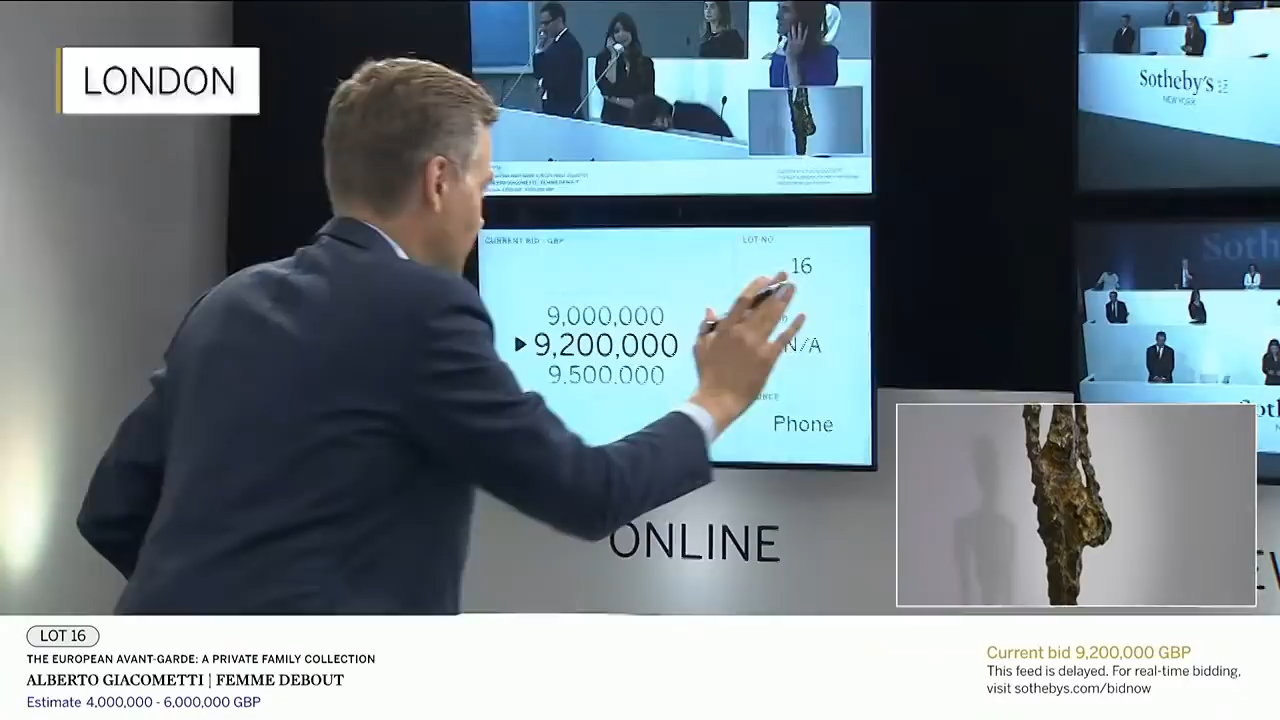 LONDON
Sotheby's
NEW YORK
CURRENT BID - GBP
LOT NO
16
9,000,000
▶ 9,200,000
N/A
9,500,000
Phone
Soth
ONLINE
LOT 16
THE EUROPEAN AVANT-GARDE: A PRIVATE FAMILY COLLECTION
ALBERTO GIACOMETTI | FEMME DEBOUT
Estimate 4,000,000 - 6,000,000 GBP
Current bid 9,200,000 GBP
This feed is delayed. For real-time bidding,
visit sothebys.com/bidnow